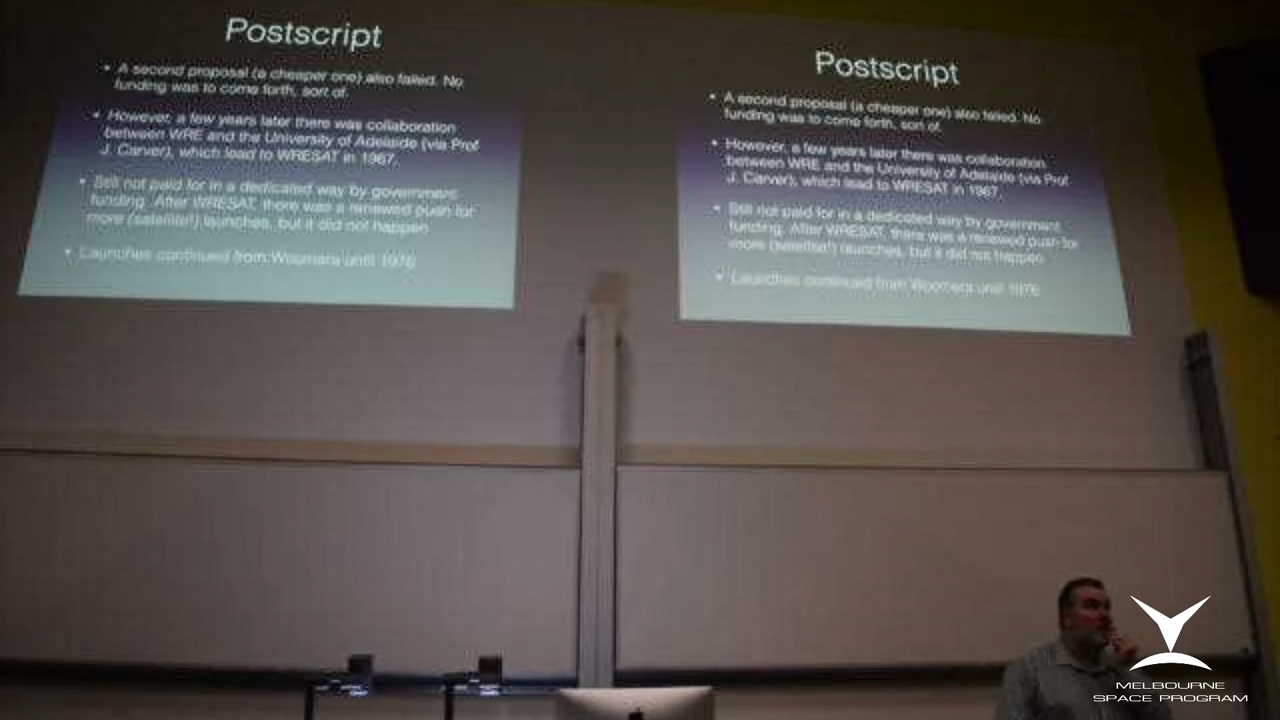 Postscript
• A second proposal (a cheaper one) also failed. No
funding was to come forth, sort of.
• However, a few years later there was collaboration
between WRE and the University of Adelaide (via Prof
J. Carver), which lead to WRESAT in 1967.
• Still not paid for in a dedicated way by government
funding. After WRESAT, there was a renewed push for
more (satellite!) launches, but it did not happen
• Launches continued from Woomera until 1976
Postscript
• A second proposal (a cheaper one) also failed. No
funding was to come forth, sort of.
• However, a few years later there was collaboration
between WRE and the University of Adelaide (via Prof
J. Carver), which lead to WRESAT in 1967.
• Still not paid for in a dedicated way by government
funding. After WRESAT, there was a renewed push for
more (satellite!) launches, but it did not happen
• Launches continued from Woomera until 1976
MELBOURNE
SPACE PROGRAM